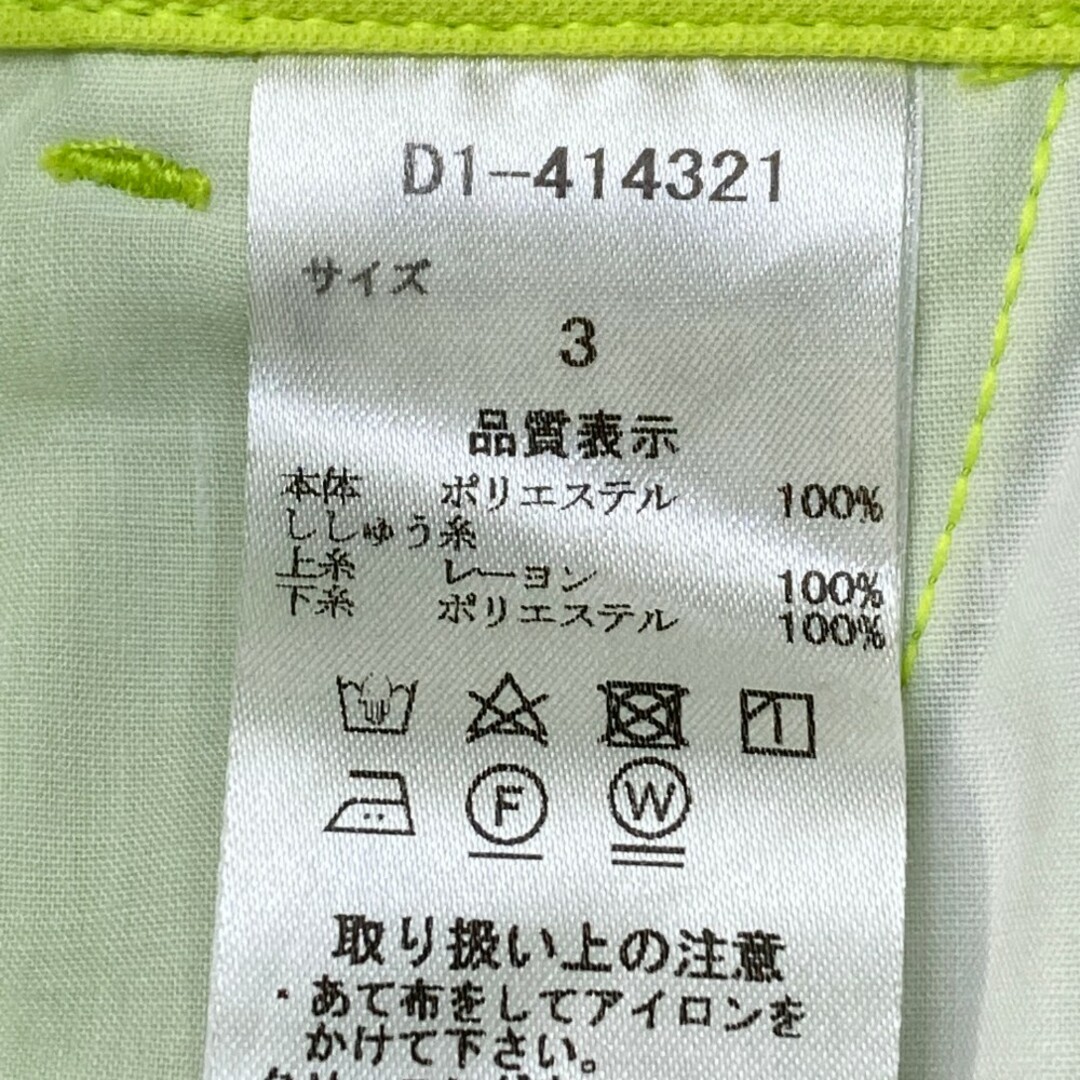 D1-414321
サイズ
3
品質表示
本体 ポリエステル 100%
ししゅう糸
上糸 レーヨン 100%
下糸 ポリエステル 100%
F W
取り扱い上の注意
・あて布をしてアイロンを
かけて下さい。